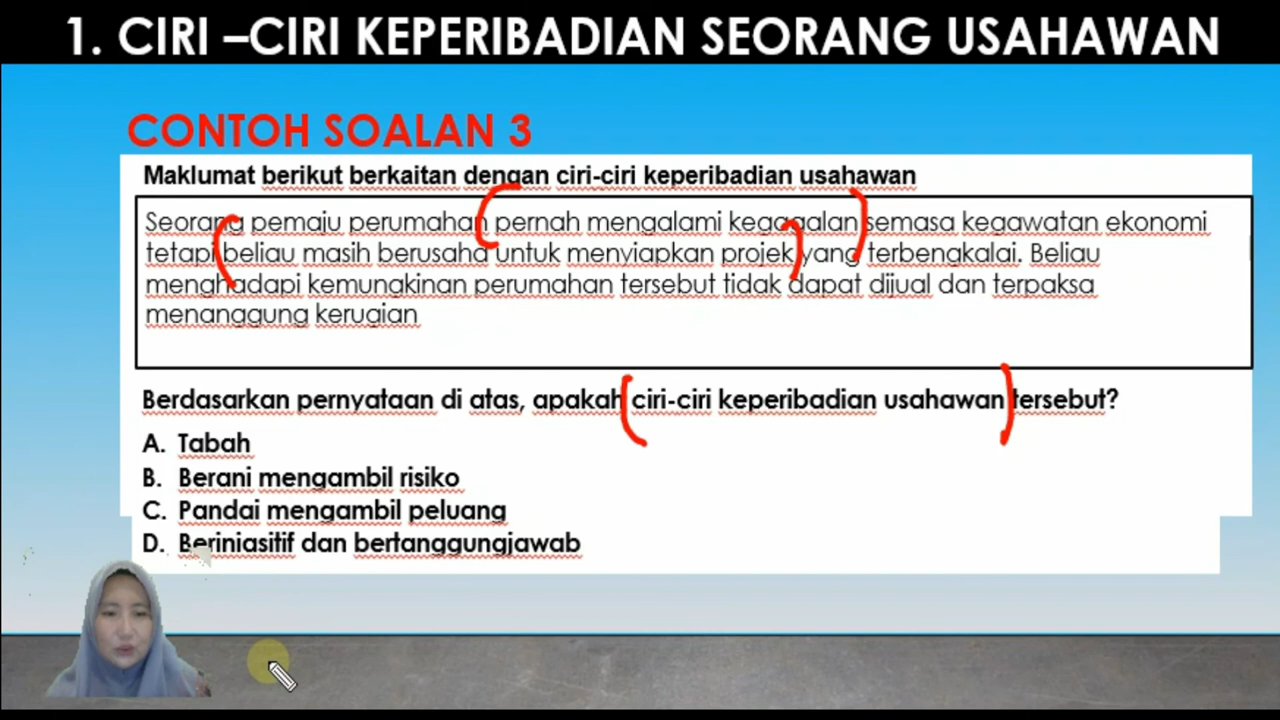 1. CIRI –CIRI KEPERIBADIAN SEORANG USAHAWAN
CONTOH SOALAN 3
Maklumat berikut berkaitan dengan ciri-ciri keperibadian usahawan
Seorang pemaju perumahan pernah mengalami kegagalan semasa kegawatan ekonomi
tetapi beliau masih berusaha untuk menyiapkan projek yang terbengkalai. Beliau
menghadapi kemungkinan perumahan tersebut tidak dapat dijual dan terpaksa
menanggung kerugian
Berdasarkan pernyataan di atas, apakah ciri-ciri keperibadian usahawan tersebut?
A. Tabah
B. Berani mengambil risiko
C. Pandai mengambil peluang
D. Beriniasitif dan bertanggungjawab